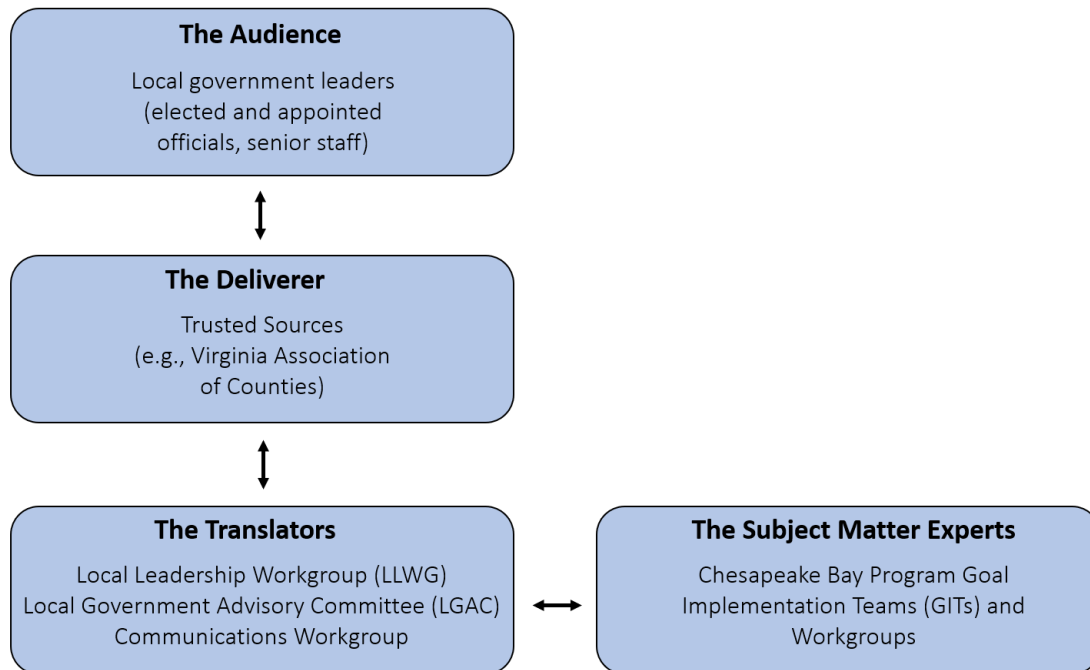 The Audience
Local government leaders
(elected and appointed
officials, senior staff)
The Deliverer
Trusted Sources
(e.g., Virginia Association
of Counties)
The Translators
Local Leadership Workgroup (LLWG)
Local Government Advisory Committee (LGAC)
Communications Workgroup
The Subject Matter Experts
Chesapeake Bay Program Goal
Implementation Teams (GITs) and
Workgroups